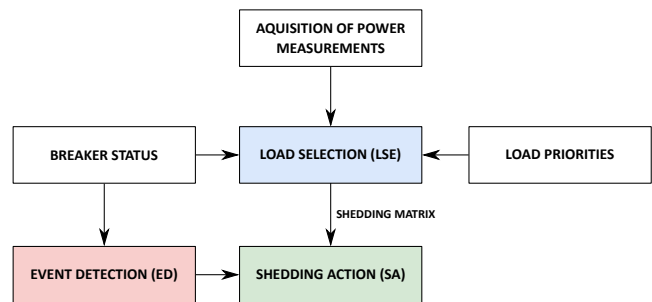 AQUISITION OF POWER
MEASUREMENTS
BREAKER STATUS
LOAD SELECTION (LSE)
LOAD PRIORITIES
SHEDDING MATRIX
EVENT DETECTION (ED)
SHEDDING ACTION (SA)